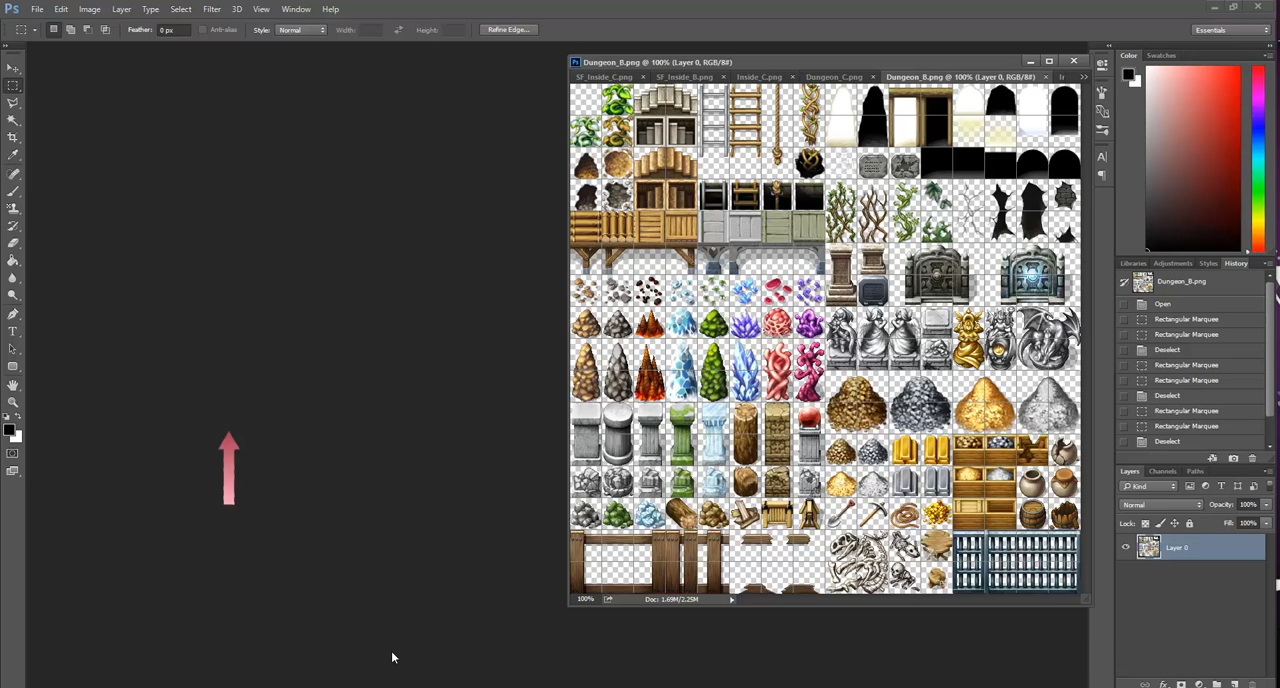 Ps File Edit Image Layer Type Select Filter 3D View Window Help
Feather: 0 px Anti-alias Style: Normal Width: Height: Refine Edge... Essentials
Dungeon_B.png @ 100% (Layer 0, RGB/8#)
SF_Inside_C.png × SF_Inside_B.png × Inside_C.png × Dungeon_C.png × Dungeon_B.png @ 100% (Layer 0, RGB/8#) × Ir
100% Doc: 1.69M/2.25M
Color Swatches
Libraries Adjustments Styles History
Dungeon_B.png
Open
Rectangular Marquee
Rectangular Marquee
Deselect
Rectangular Marquee
Rectangular Marquee
Deselect
Rectangular Marquee
Rectangular Marquee
Deselect
Layers Channels Paths
Kind
Normal Opacity: 100%
Lock: Fill: 100%
Layer 0